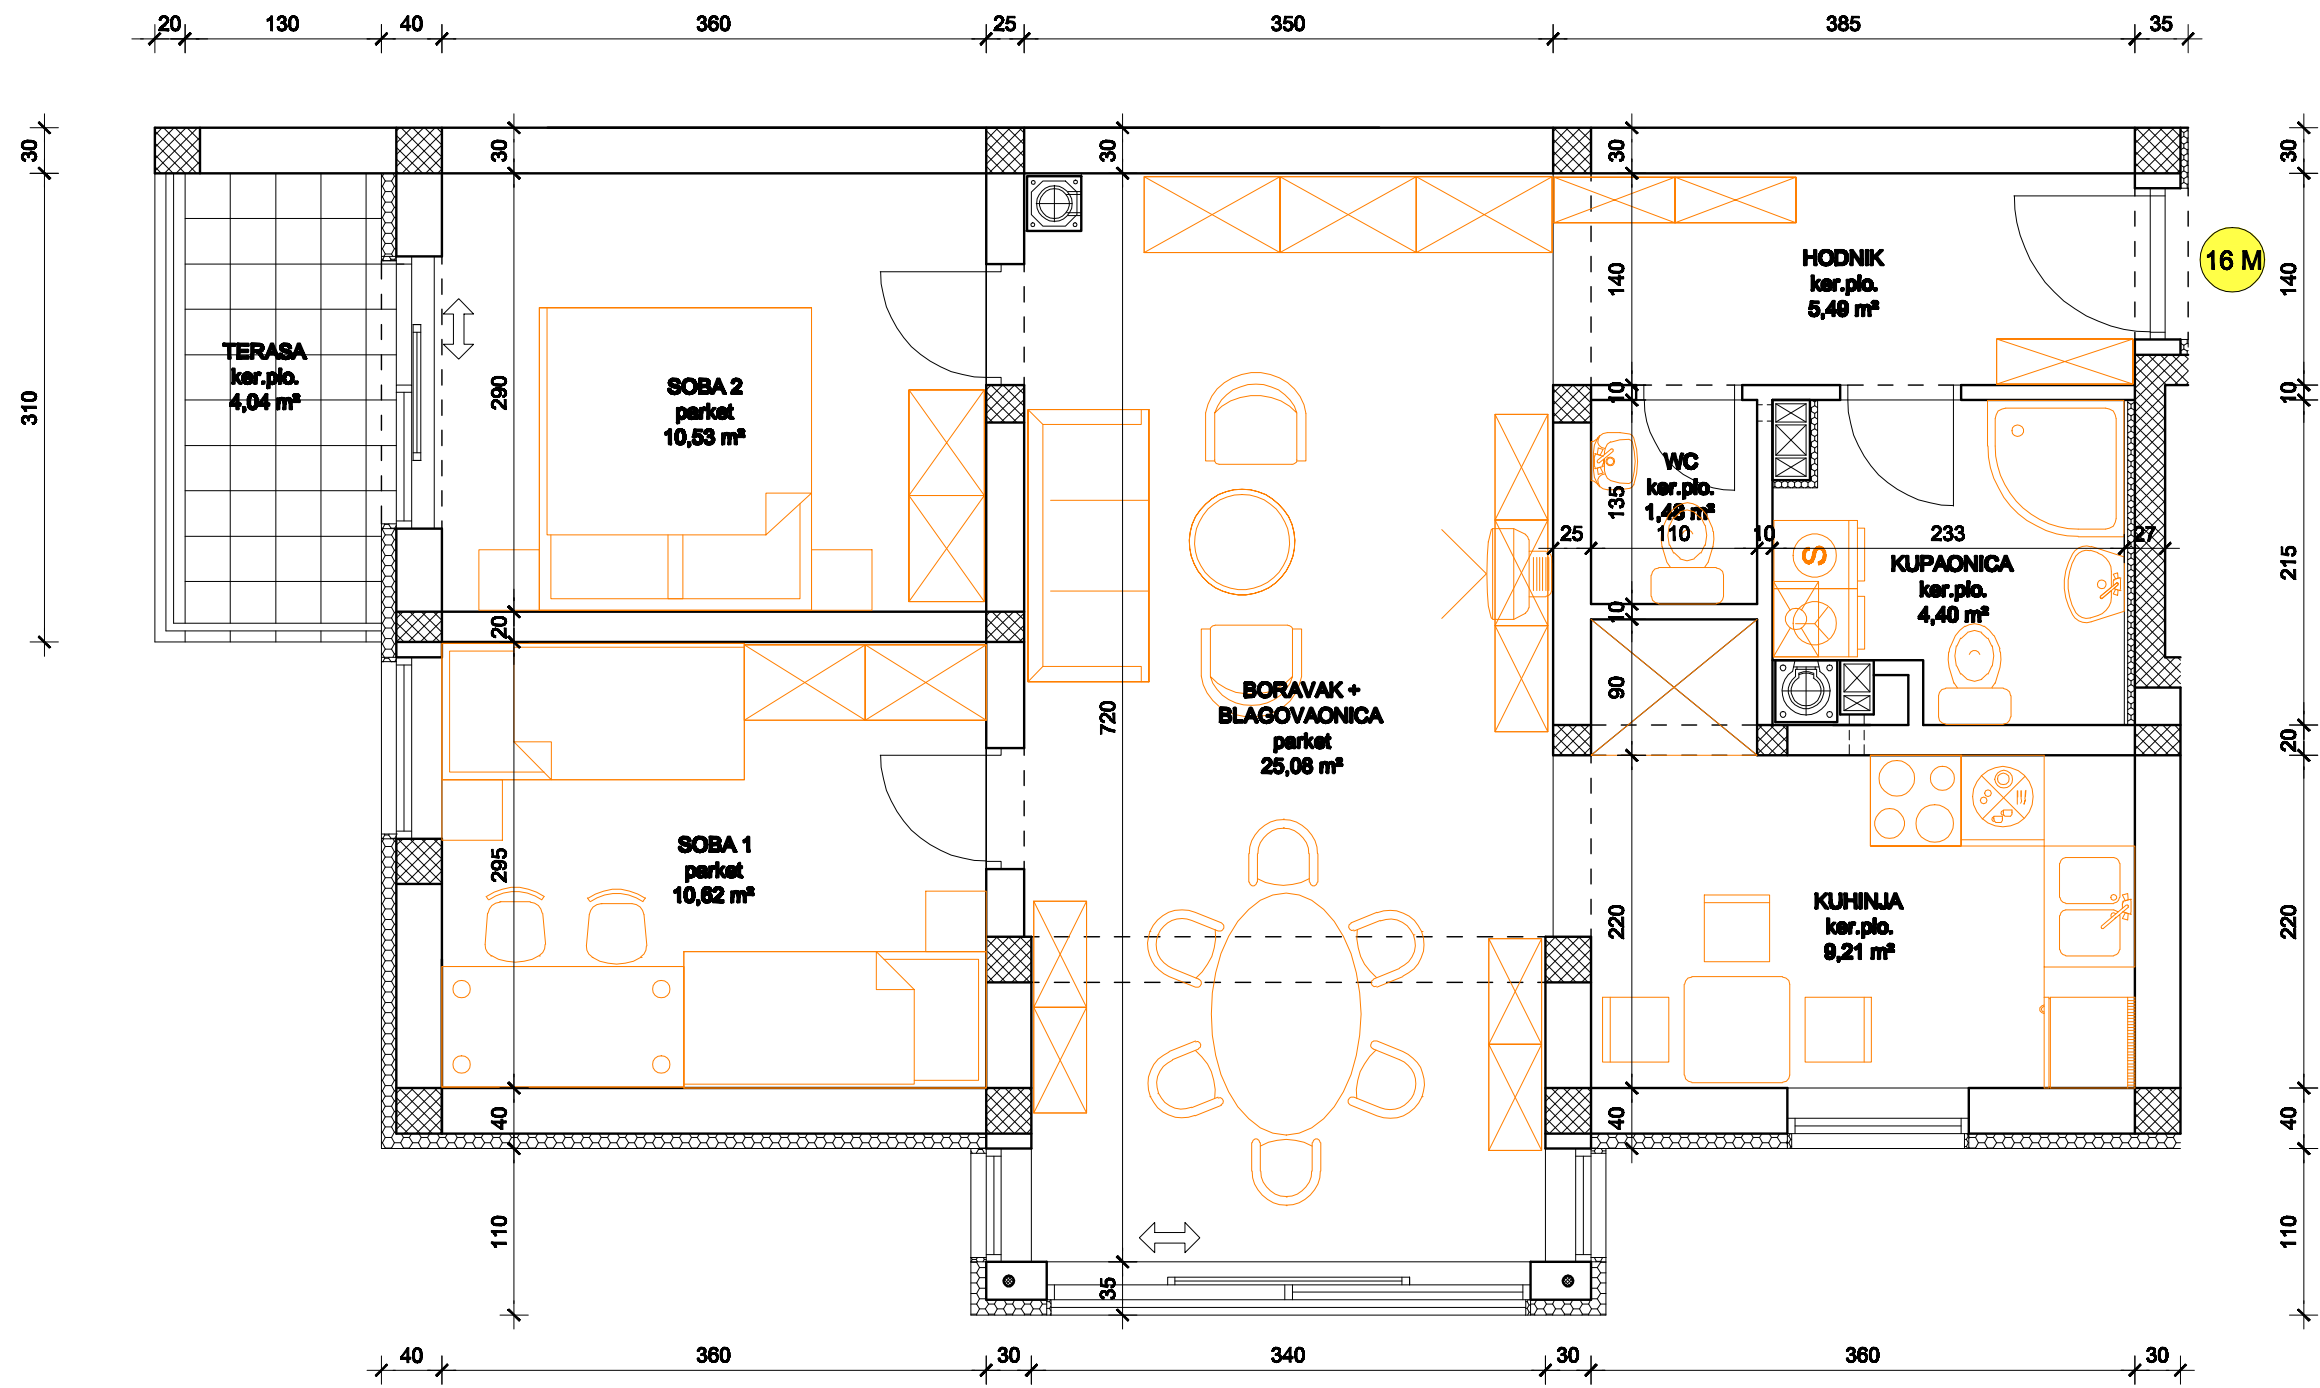 20 130 40 360 25 350 385 35
30 30 30 30 30
HODNIK
ker.plo.
5,49 m²
16 M
140 140
TERASA
ker.plo.
4,04 m²
310
290
SOBA 2
parket
10,53 m²
10 10
WC
ker.plo.
1,48 m²
135
25 110 10 233 27
S
KUPAONICA
ker.plo.
4,40 m²
215
20 10
BORAVAK +
BLAGOVAONICA
parket
25,08 m²
720
90
20
SOBA 1
parket
10,62 m²
295
KUHINJA
ker.plo.
9,21 m²
220 220
40 40 40
110 110
35
40 360 30 340 30 360 30